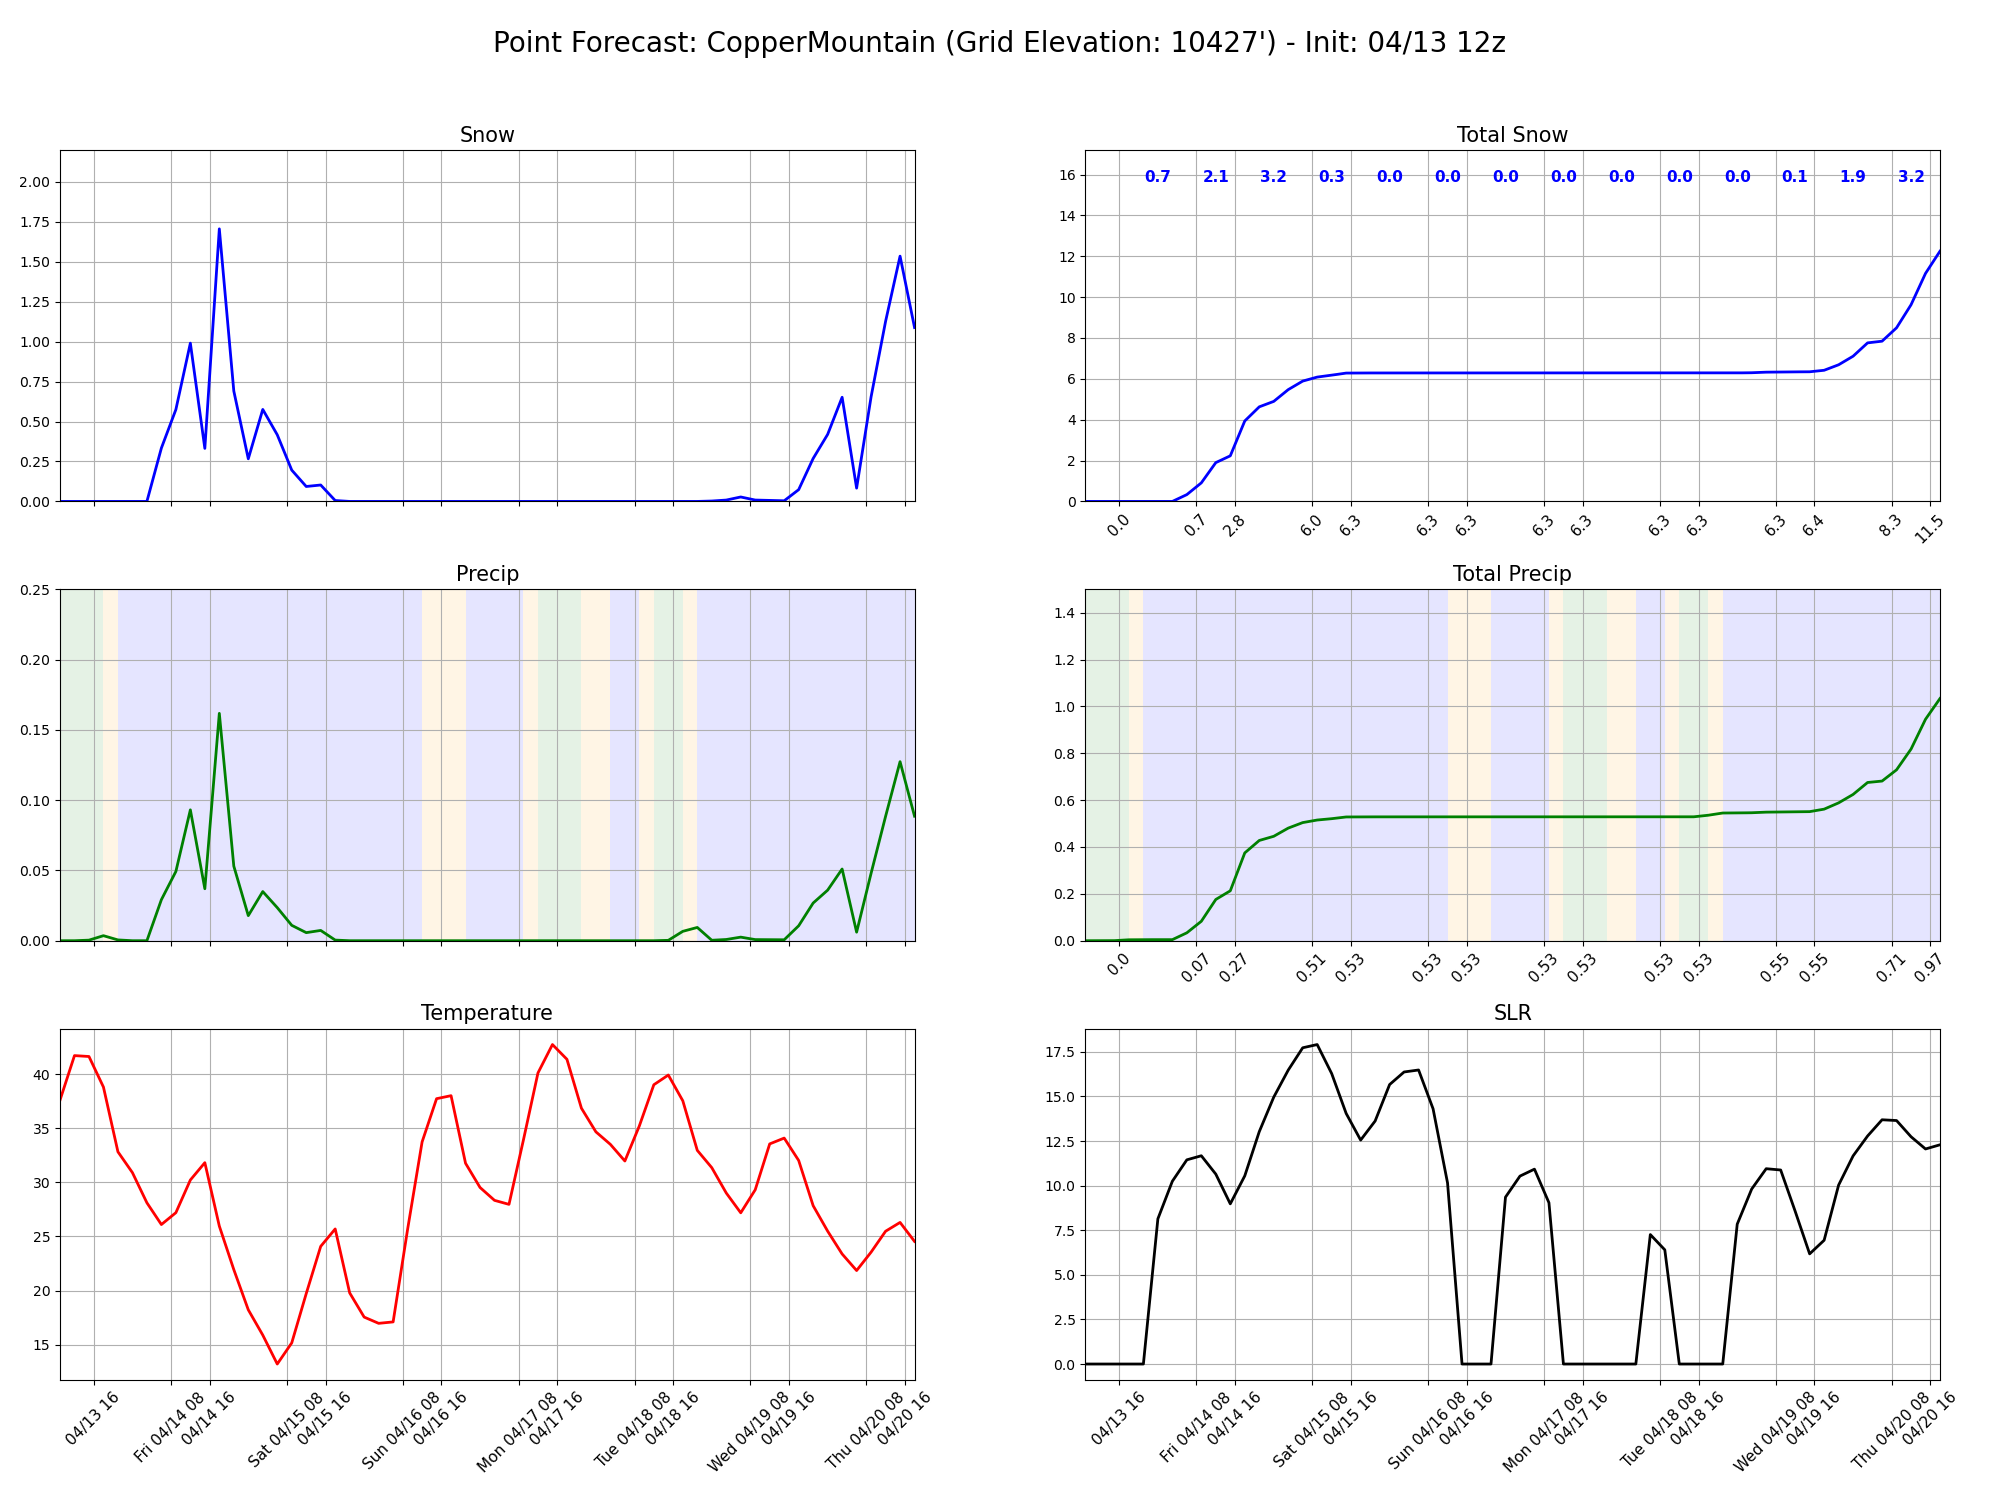 Point Forecast: CopperMountain (Grid Elevation: 10427') - Init: 04/13 12z
Snow
2.00
1.75
1.50
1.25
1.00
0.75
0.50
0.25
0.00
Total Snow
0.7 2.1 3.2 0.3 0.0 0.0 0.0 0.0 0.0 0.0 0.0 0.1 1.9 3.2
16
14
12
10
8
6
4
2
0
0.0 0.7 2.8 6.0 6.3 6.3 6.3 6.3 6.3 6.3 6.3 6.3 6.4 8.3 11.5
Precip
0.25
0.20
0.15
0.10
0.05
0.00
Total Precip
1.4
1.2
1.0
0.8
0.6
0.4
0.2
0.0
0.0 0.07 0.27 0.51 0.53 0.53 0.53 0.53 0.53 0.53 0.53 0.55 0.55 0.71 0.97
Temperature
40
35
30
25
20
15
04/13 16
Fri 04/14 08
04/14 16
Sat 04/15 08
04/15 16
Sun 04/16 08
04/16 16
Mon 04/17 08
04/17 16
Tue 04/18 08
04/18 16
Wed 04/19 08
04/19 16
Thu 04/20 08
04/20 16
SLR
17.5
15.0
12.5
10.0
7.5
5.0
2.5
0.0
04/13 16
Fri 04/14 08
04/14 16
Sat 04/15 08
04/15 16
Sun 04/16 08
04/16 16
Mon 04/17 08
04/17 16
Tue 04/18 08
04/18 16
Wed 04/19 08
04/19 16
Thu 04/20 08
04/20 16